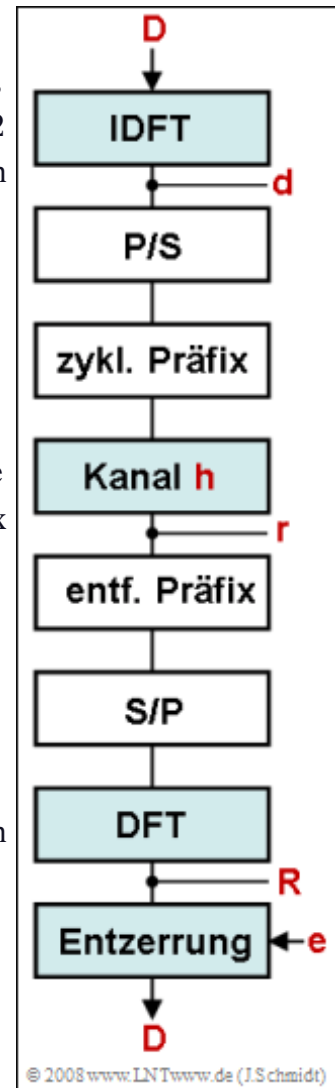 D
IDFT
d
P/S
zykl. Präfix
Kanal h
r
entf. Präfix
S/P
DFT
R
Entzerrung
e
D
© 2008 www.LNTwww.de (J.Schmidt)